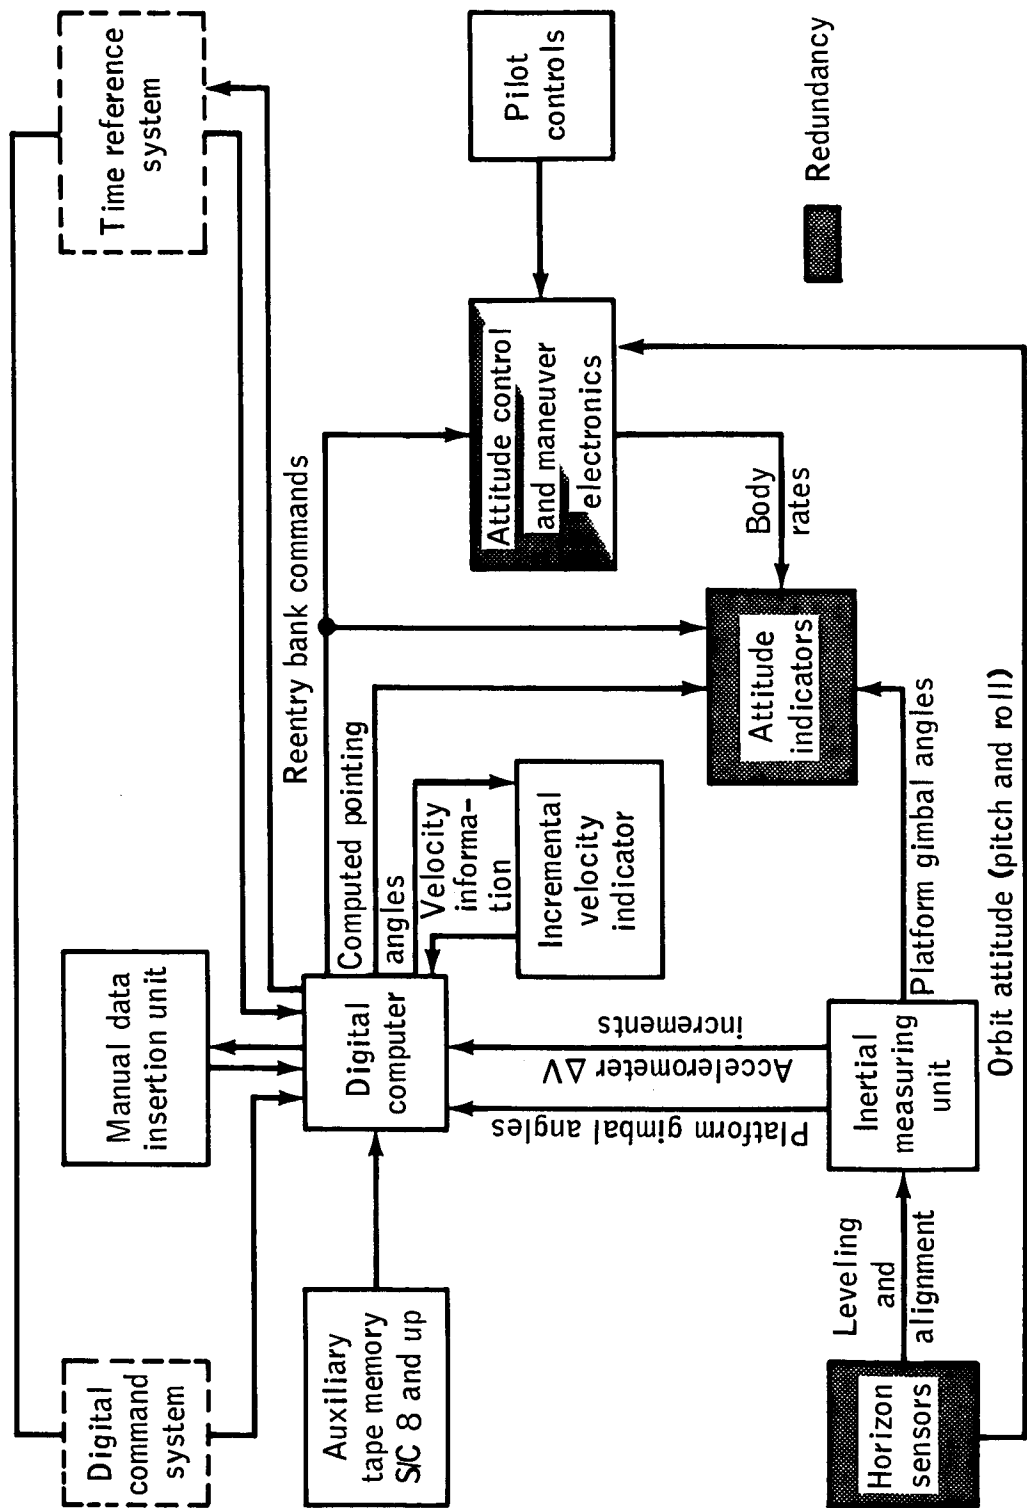 Digital
command
system
Time reference
system
Manual data
insertion unit
Reentry bank commands
Auxiliary
tape memory
S/C 8 and up
Digital
computer
Computed pointing
angles
Velocity
informa-
tion
Incremental
velocity
indicator
Attitude control
and maneuver
electronics
Pilot
controls
Platform gimbal angles
Accelerometer ΔV
increments
Body
rates
Attitude
indicators
Horizon
sensors
Leveling
and
alignment
Inertial
measuring
unit
Platform gimbal angles
Orbit attitude (pitch and roll)
Redundancy